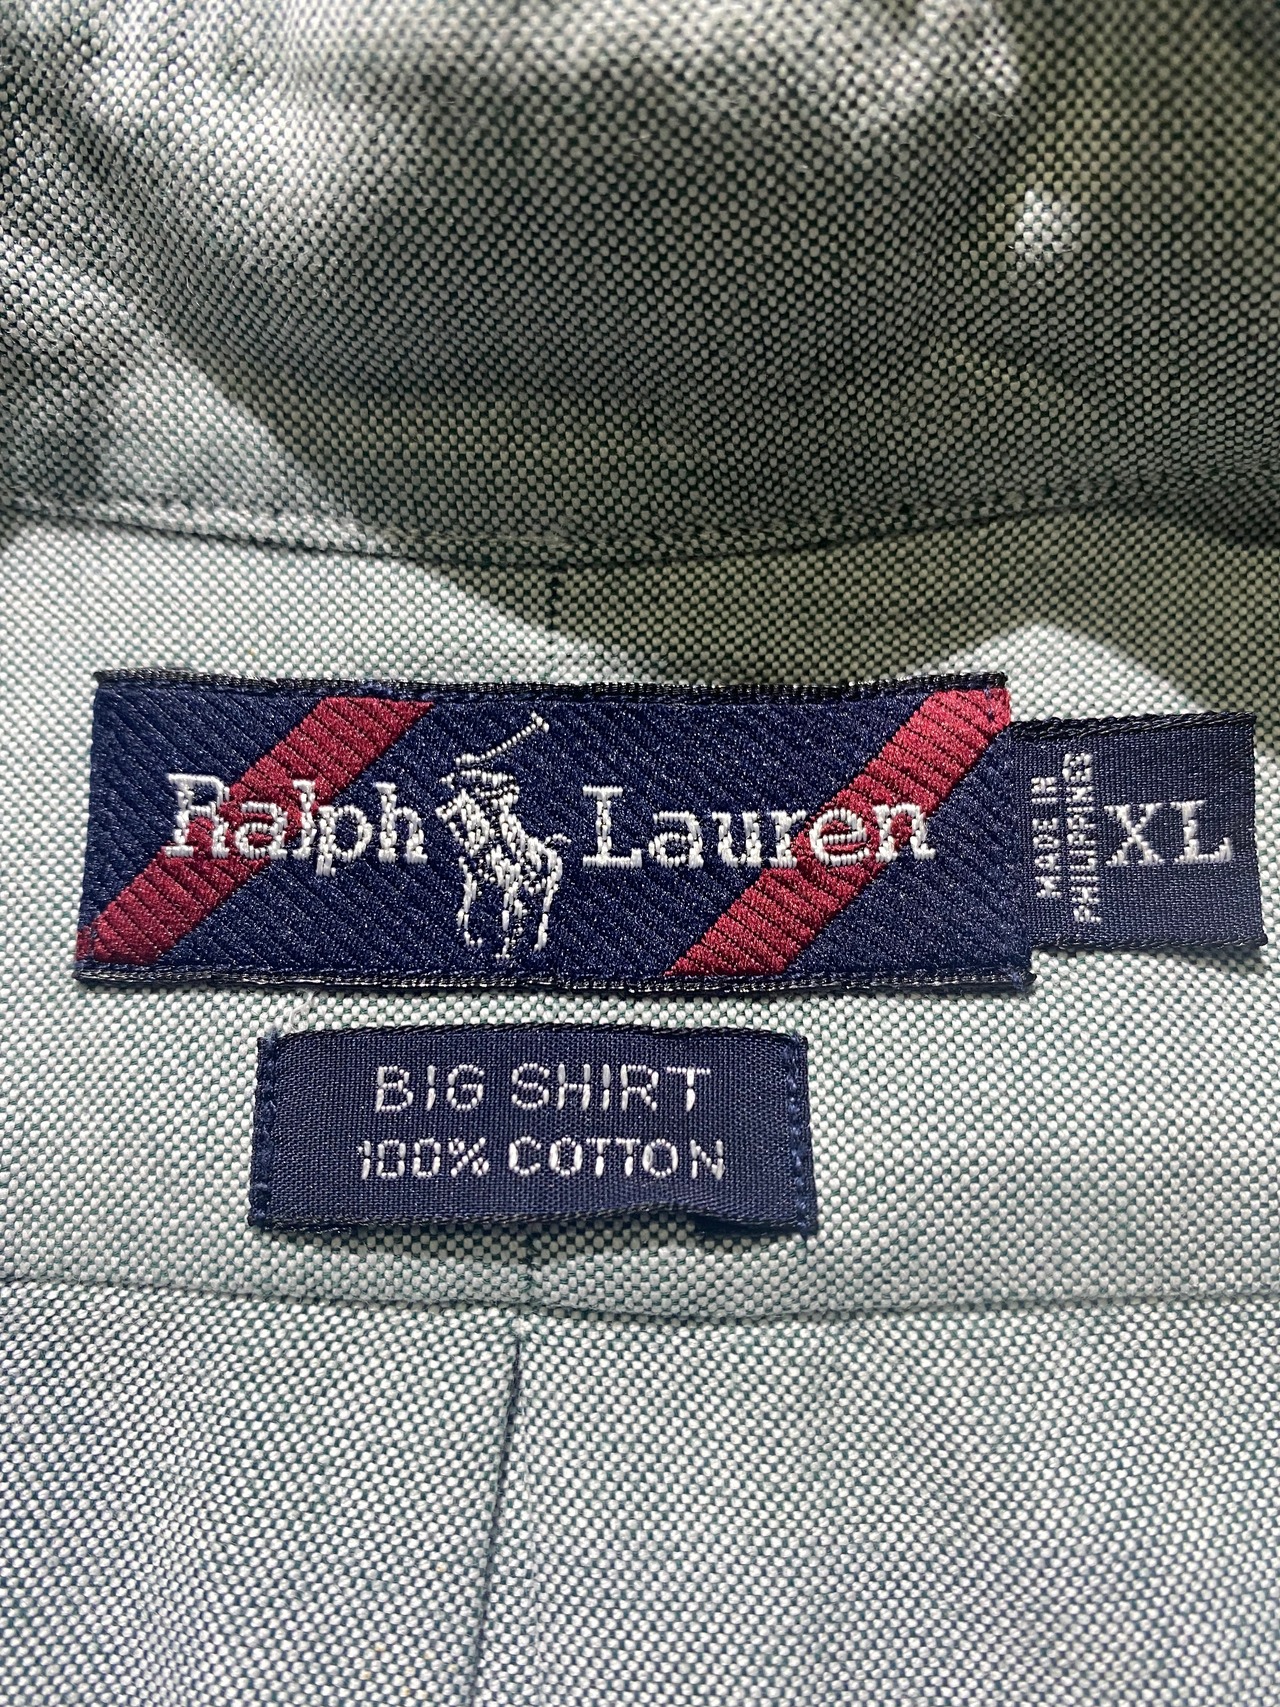 Ralph Lauren
MADE IN
PHILIPPINES
XL
BIG SHIRT
100% COTTON